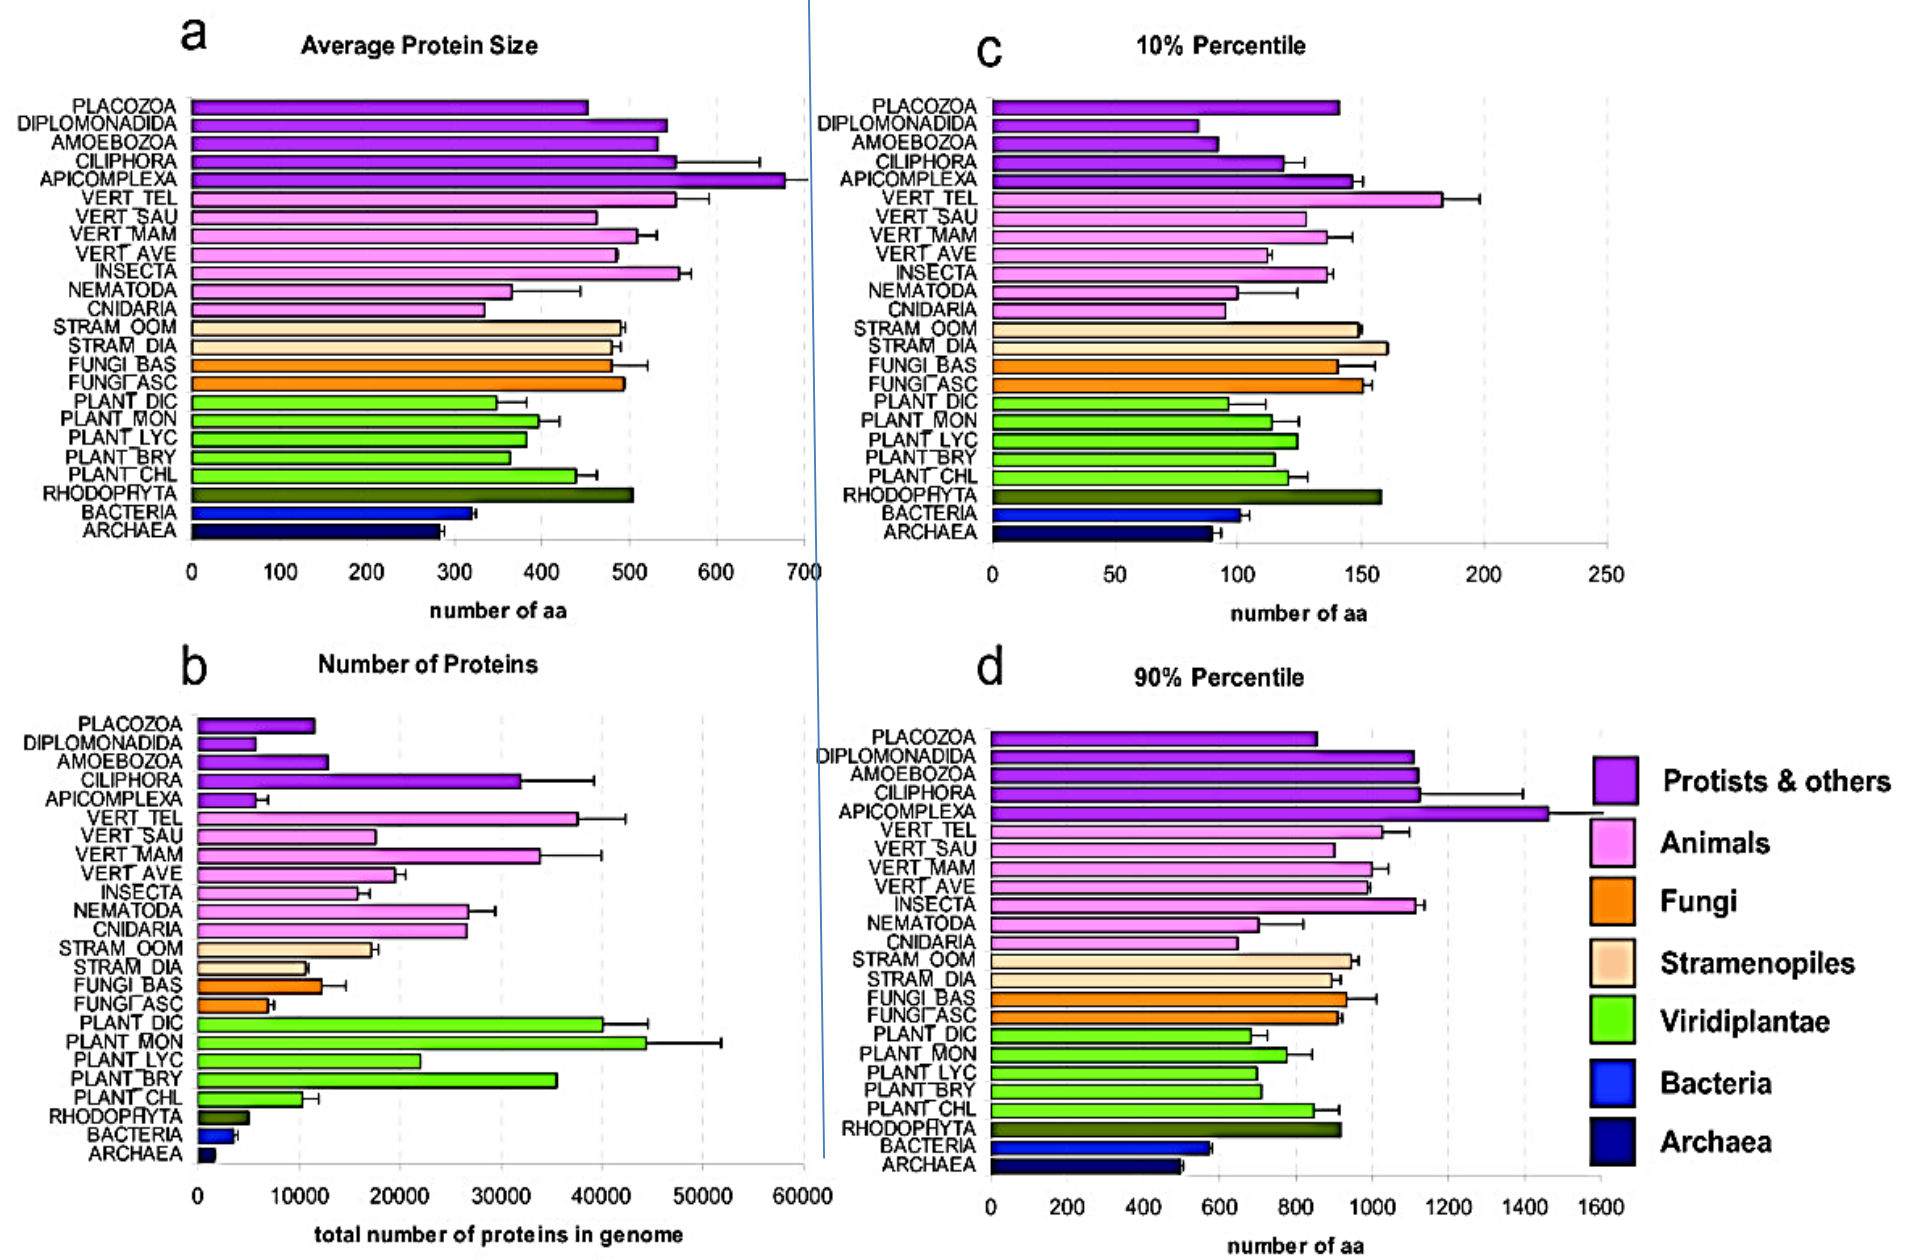 a
Average Protein Size
PLACOZOA
DIPLOMONADIDA
AMOEBOZOA
CILIPHORA
APICOMPLEXA
VERT_TEL
VERT_SAU
VERT_MAM
VERT_AVE
INSECTA
NEMATODA
CNIDARIA
STRAM_OOM
STRAM_DIA
FUNGI_BAS
FUNGI_ASC
PLANT_DIC
PLANT_MON
PLANT_LYC
PLANT_BRY
PLANT_CHL
RHODOPHYTA
BACTERIA
ARCHAEA
0 100 200 300 400 500 600 700
number of aa
b
Number of Proteins
PLACOZOA
DIPLOMONADIDA
AMOEBOZOA
CILIPHORA
APICOMPLEXA
VERT_TEL
VERT_SAU
VERT_MAM
VERT_AVE
INSECTA
NEMATODA
CNIDARIA
STRAM_OOM
STRAM_DIA
FUNGI_BAS
FUNGI_ASC
PLANT_DIC
PLANT_MON
PLANT_LYC
PLANT_BRY
PLANT_CHL
RHODOPHYTA
BACTERIA
ARCHAEA
0 10000 20000 30000 40000 50000 60000
total number of proteins in genome
c
10% Percentile
PLACOZOA
DIPLOMONADIDA
AMOEBOZOA
CILIPHORA
APICOMPLEXA
VERT_TEL
VERT_SAU
VERT_MAM
VERT_AVE
INSECTA
NEMATODA
CNIDARIA
STRAM_OOM
STRAM_DIA
FUNGI_BAS
FUNGI_ASC
PLANT_DIC
PLANT_MON
PLANT_LYC
PLANT_BRY
PLANT_CHL
RHODOPHYTA
BACTERIA
ARCHAEA
0 50 100 150 200 250
number of aa
d
90% Percentile
PLACOZOA
DIPLOMONADIDA
AMOEBOZOA
CILIPHORA
APICOMPLEXA
VERT_TEL
VERT_SAU
VERT_MAM
VERT_AVE
INSECTA
NEMATODA
CNIDARIA
STRAM_OOM
STRAM_DIA
FUNGI_BAS
FUNGI_ASC
PLANT_DIC
PLANT_MON
PLANT_LYC
PLANT_BRY
PLANT_CHL
RHODOPHYTA
BACTERIA
ARCHAEA
0 200 400 600 800 1000 1200 1400 1600
number of aa
Protists & others
Animals
Fungi
Stramenopiles
Viridiplantae
Bacteria
Archaea